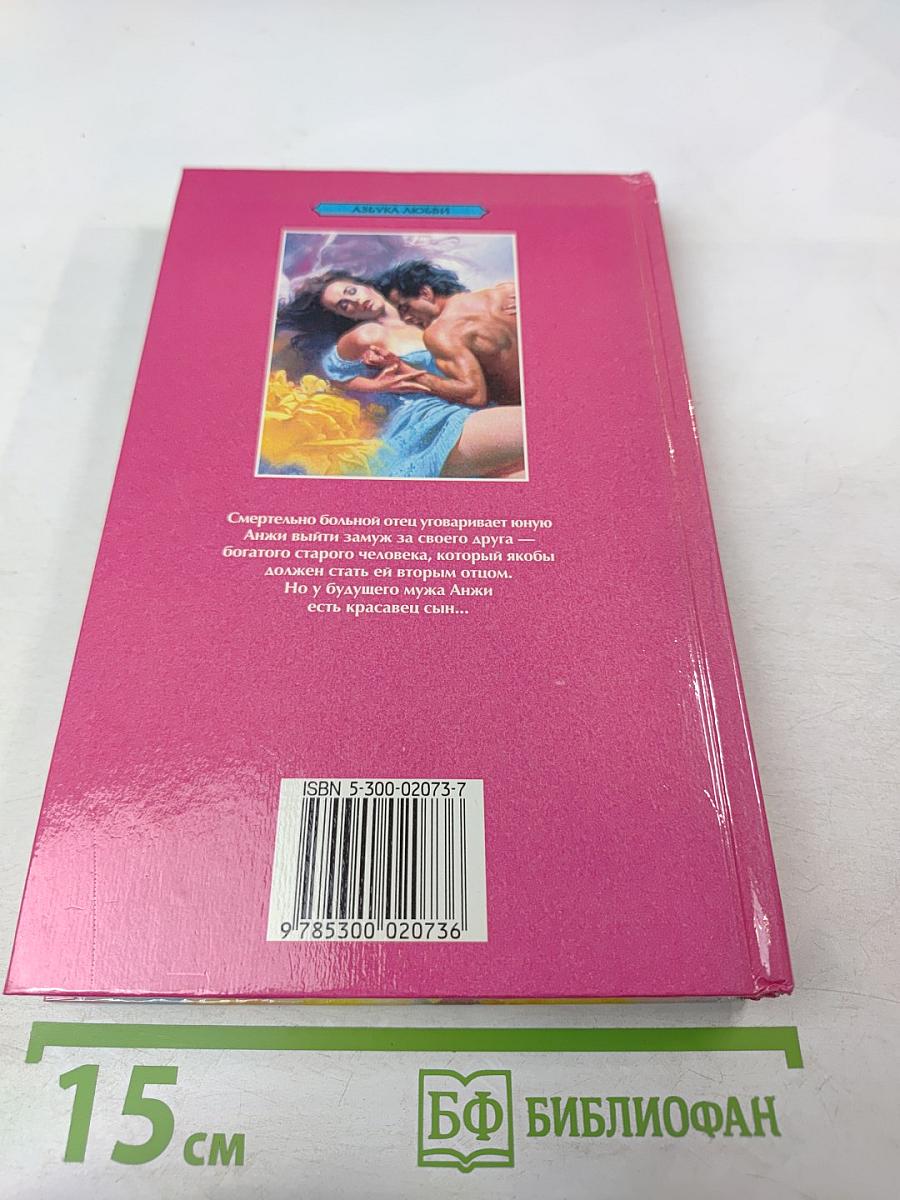 АЗБУКА ЛЮБВИ
Смертельно больной отец уговаривает юную
Анжи выйти замуж за своего друга —
богатого старого человека, который якобы
должен стать ей вторым отцом.
Но у будущего мужа Анжи
есть красавец сын...
ISBN 5-300-02073-7
9 785300 020736
15 см
БФ БИБЛИОФАН